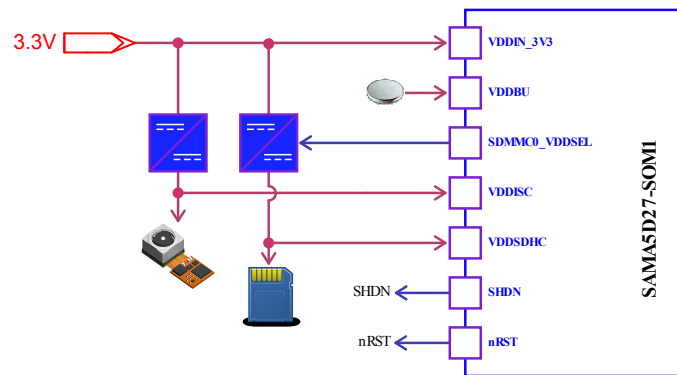 3.3V
VDDIN_3V3
VDDBU
SDMMC0_VDDSEL
VDDISC
VDDSDHC
SHDN
SHDN
nRST
nRST
SAMA5D27-SOM1